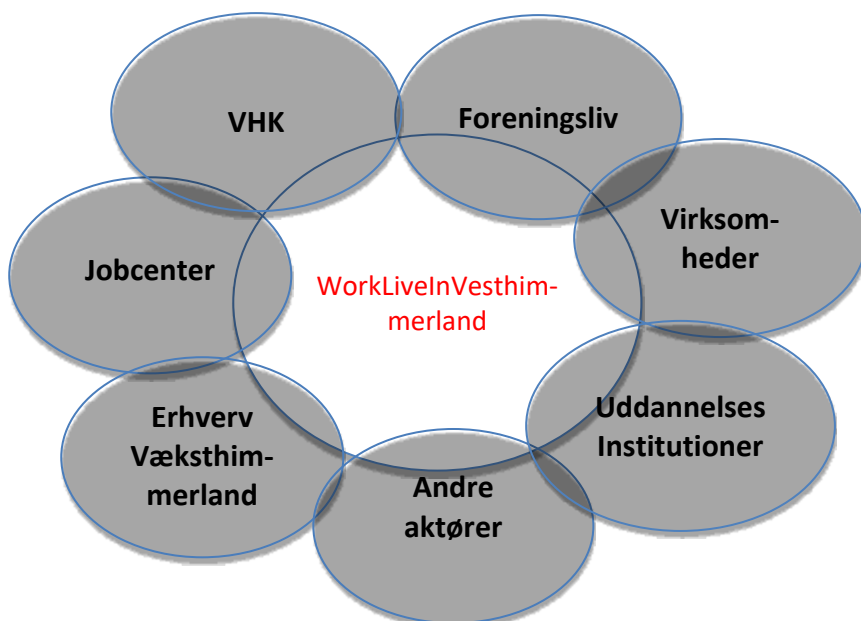 VHK
Foreningsliv
Virksom-
heder
Jobcenter
WorkLiveInVesthim-
merland
Uddannelses
Institutioner
Erhverv
Væksthim-
merland
Andre
aktører